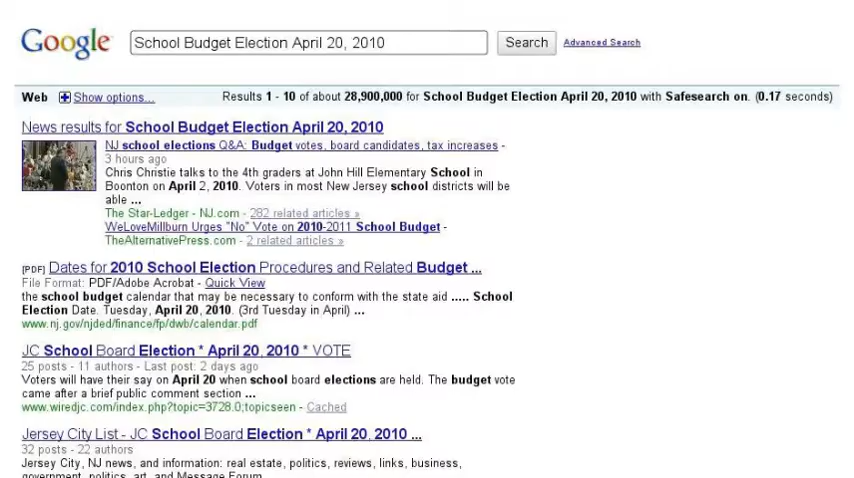 Google School Budget Election April 20, 2010 Search Advanced Search
Web Show options... Results 1 - 10 of about 28,900,000 for School Budget Election April 20, 2010 with Safesearch on. (0.17 seconds)
News results for School Budget Election April 20, 2010
NJ school elections Q&A: Budget votes, board candidates, tax increases -
3 hours ago
Chris Christie talks to the 4th graders at John Hill Elementary School in
Boonton on April 2, 2010. Voters in most New Jersey school districts will be
able ...
The Star-Ledger - NJ.com - 282 related articles »
WeLoveMillburn Urges "No" Vote on 2010-2011 School Budget -
TheAlternativePress.com - 2 related articles »
[PDF] Dates for 2010 School Election Procedures and Related Budget ...
File Format: PDF/Adobe Acrobat - Quick View
the school budget calendar that may be necessary to conform with the state aid ..... School
Election Date. Tuesday, April 20, 2010. (3rd Tuesday in April) ...
www.nj.gov/njded/finance/fp/dwb/calendar.pdf
JC School Board Election * April 20, 2010 * VOTE
25 posts - 11 authors - Last post: 2 days ago
Voters will have their say on April 20 when school board elections are held. The budget vote
came after a brief public comment section ...
www.wiredjc.com/index.php?topic=3728.0;topicseen - Cached
Jersey City List - JC School Board Election * April 20, 2010 ...
32 posts - 22 authors
Jersey City, NJ news, and information: real estate, politics, reviews, links, business,
government, politics, art, and Message Forum